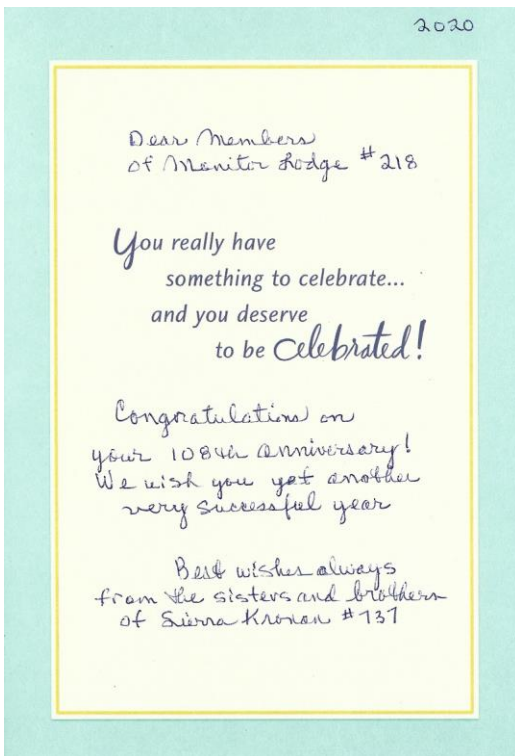 2020
Dear Members
of Monitor Lodge #218
You really have
something to celebrate...
and you deserve
to be celebrated!
Congratulations on
your 108th anniversary!
We wish you yet another
very successful year
Best wishes always
from the sisters and brothers
of Sierra Kronan #737